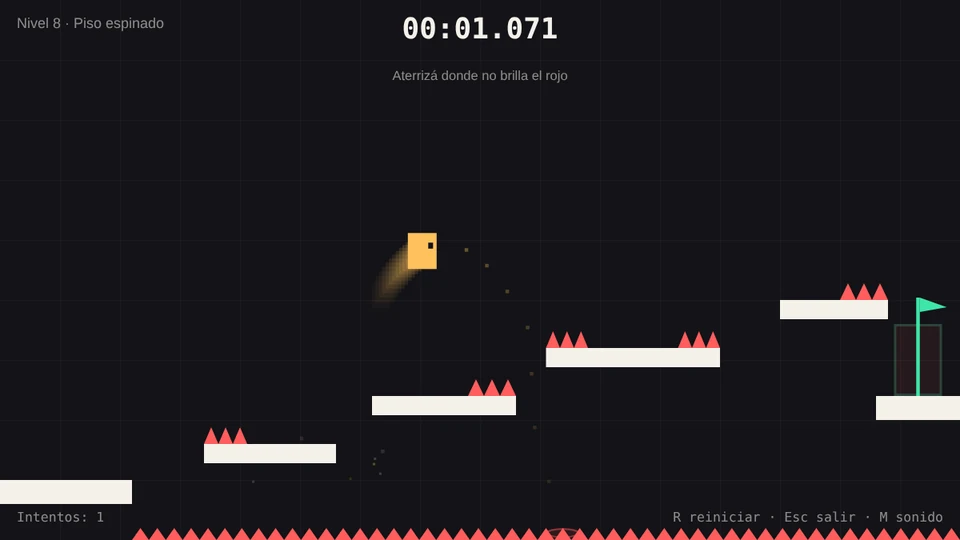 Nivel 8 · Piso espinado
00:01.071
Aterrizá donde no brilla el rojo
Intentos: 1
R reiniciar · Esc salir · M sonido